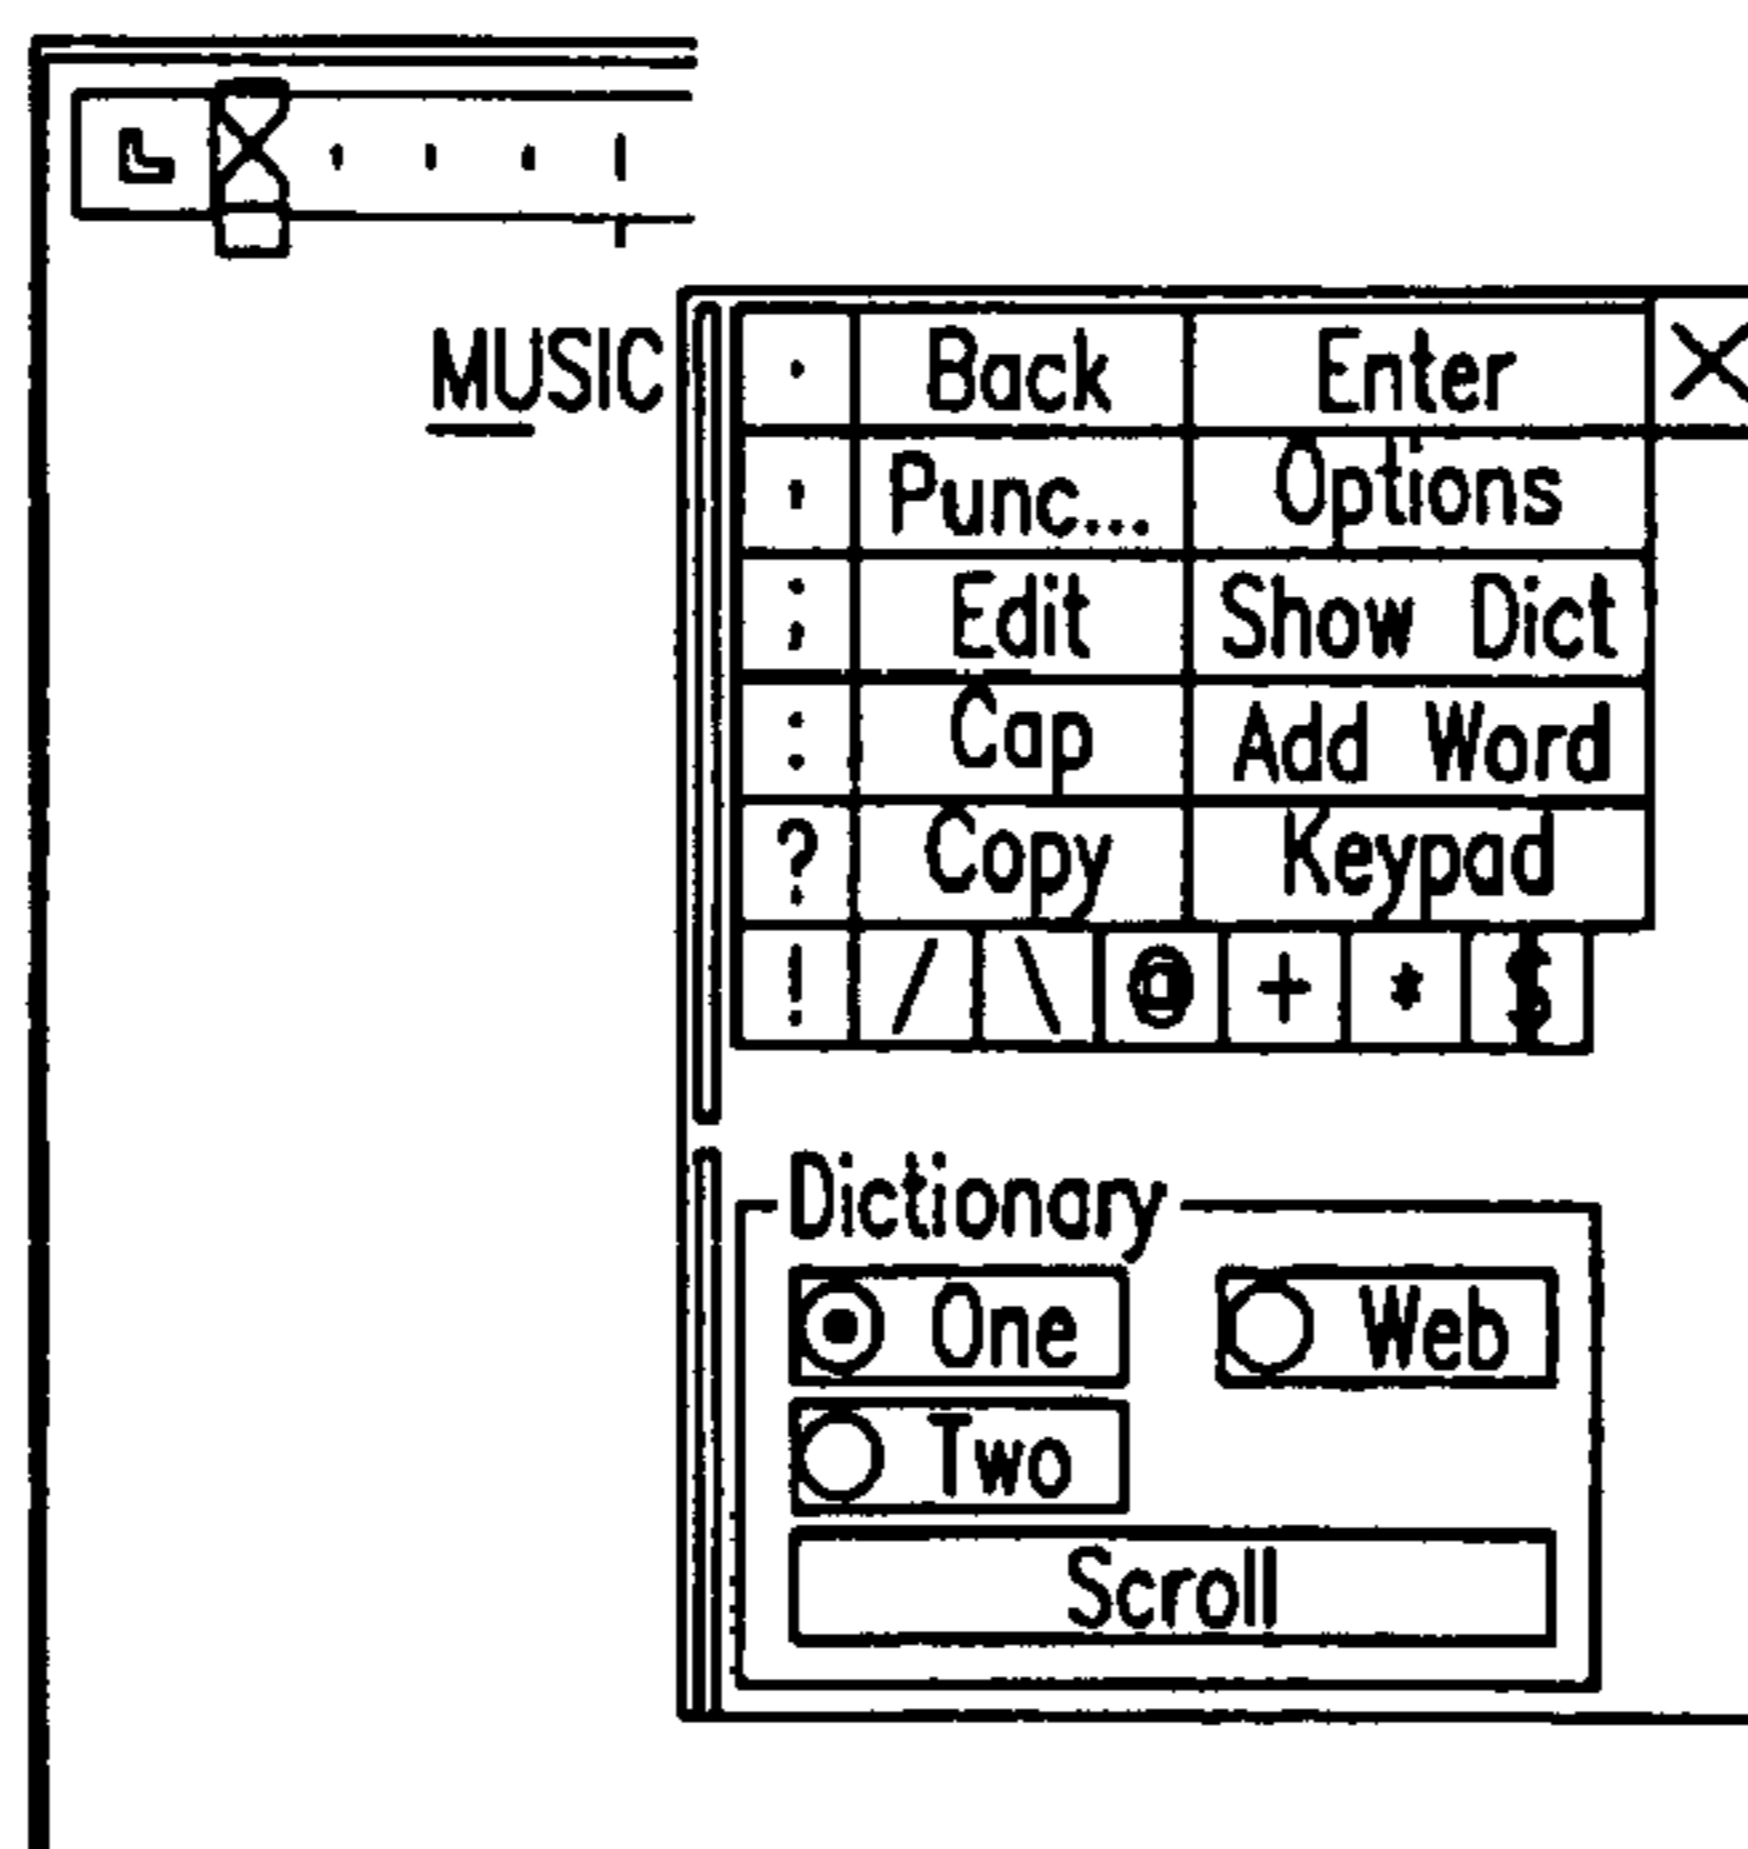 MUSIC . Back Enter X
, Punc... Options
; Edit Show Dict
: Cap Add Word
? Copy Keypad
! / \ @ + * $
Dictionary
One Web
Two
Scroll